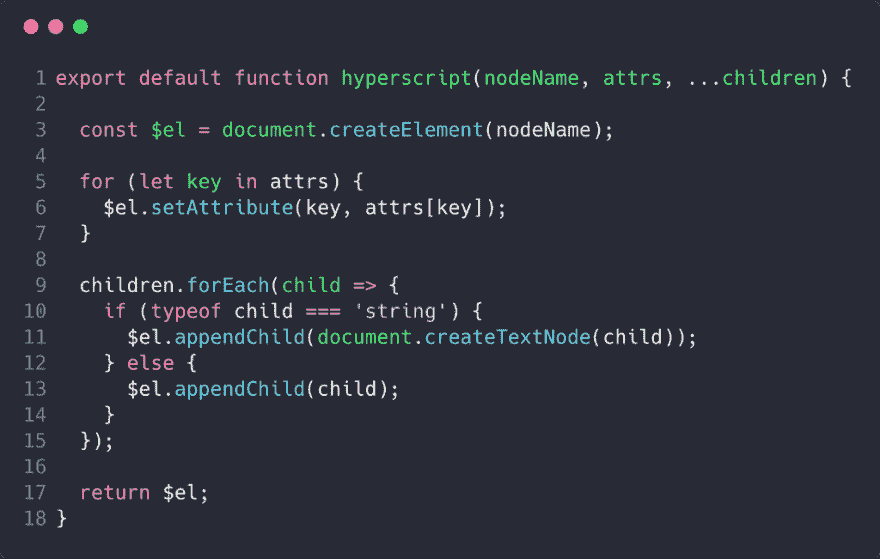 1 export default function hyperscript(nodeName, attrs, ...children) {
2
3   const $el = document.createElement(nodeName);
4
5   for (let key in attrs) {
6     $el.setAttribute(key, attrs[key]);
7   }
8
9   children.forEach(child => {
10     if (typeof child === 'string') {
11       $el.appendChild(document.createTextNode(child));
12     } else {
13       $el.appendChild(child);
14     }
15   });
16
17   return $el;
18 }